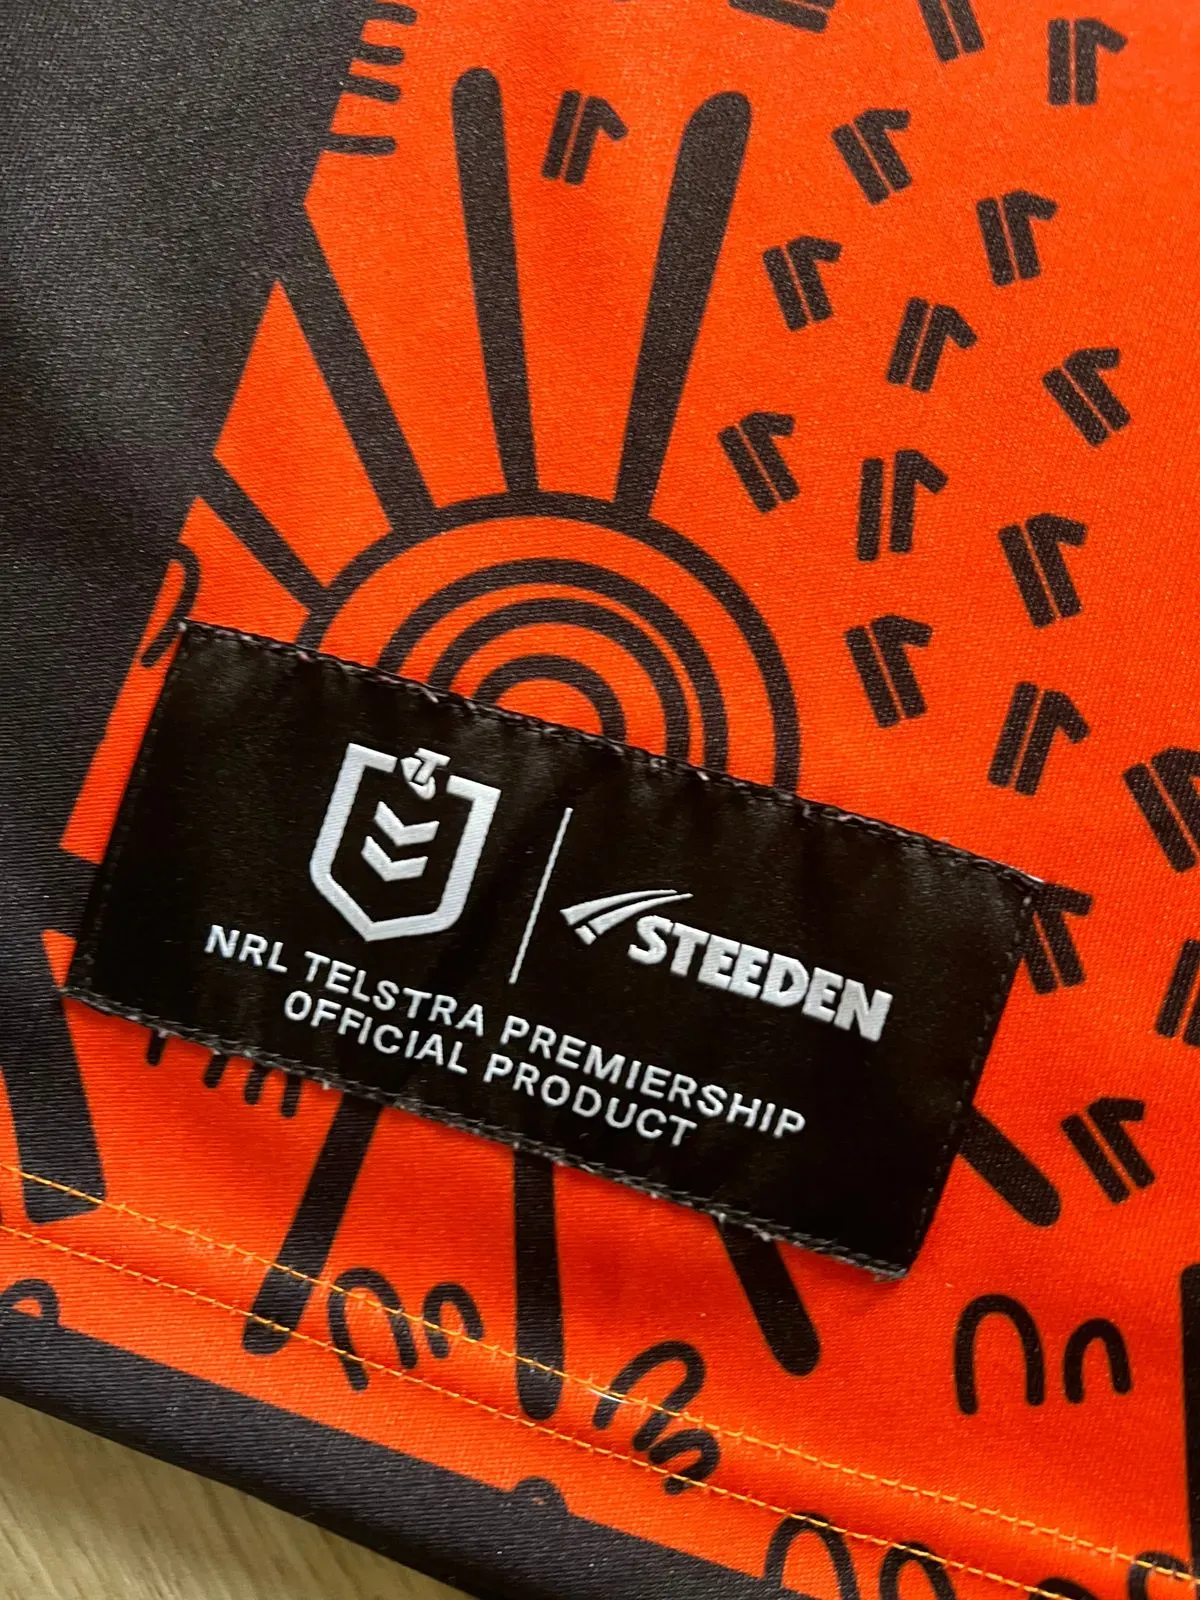 STEEDEN
NRL TELSTRA PREMIERSHIP
OFFICIAL PRODUCT